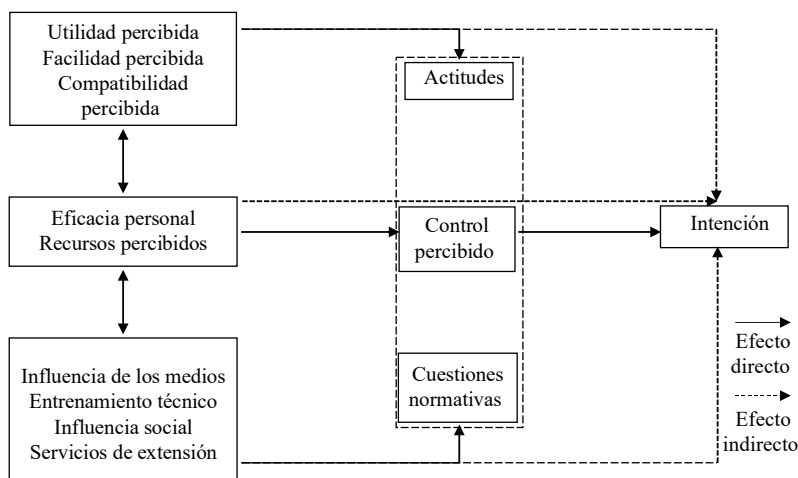 Utilidad percibida
Facilidad percibida
Compatibilidad
percibida
Actitudes
Eficacia personal
Recursos percibidos
Control
percibido
Intención
Influencia de los medios
Entrenamiento técnico
Influencia social
Servicios de extensión
Cuestiones
normativas
Efecto
directo
Efecto
indirecto